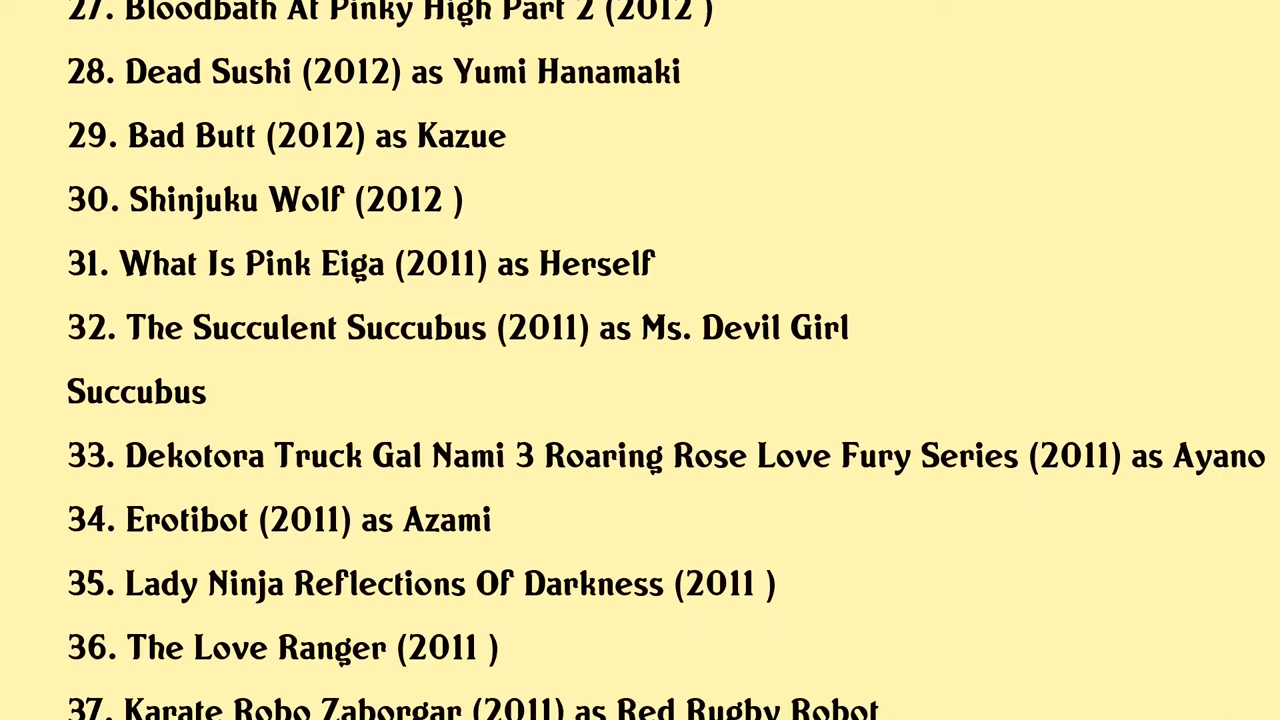 27. Bloodbath At Pinky High Part 2 (2012 )
28. Dead Sushi (2012) as Yumi Hanamaki
29. Bad Butt (2012) as Kazue
30. Shinjuku Wolf (2012 )
31. What Is Pink Eiga (2011) as Herself
32. The Succulent Succubus (2011) as Ms. Devil Girl
Succubus
33. Dekotora Truck Gal Nami 3 Roaring Rose Love Fury Series (2011) as Ayano
34. Erotibot (2011) as Azami
35. Lady Ninja Reflections Of Darkness (2011 )
36. The Love Ranger (2011 )
37. Karate Robo Zaborgar (2011) as Red Rugby Robot